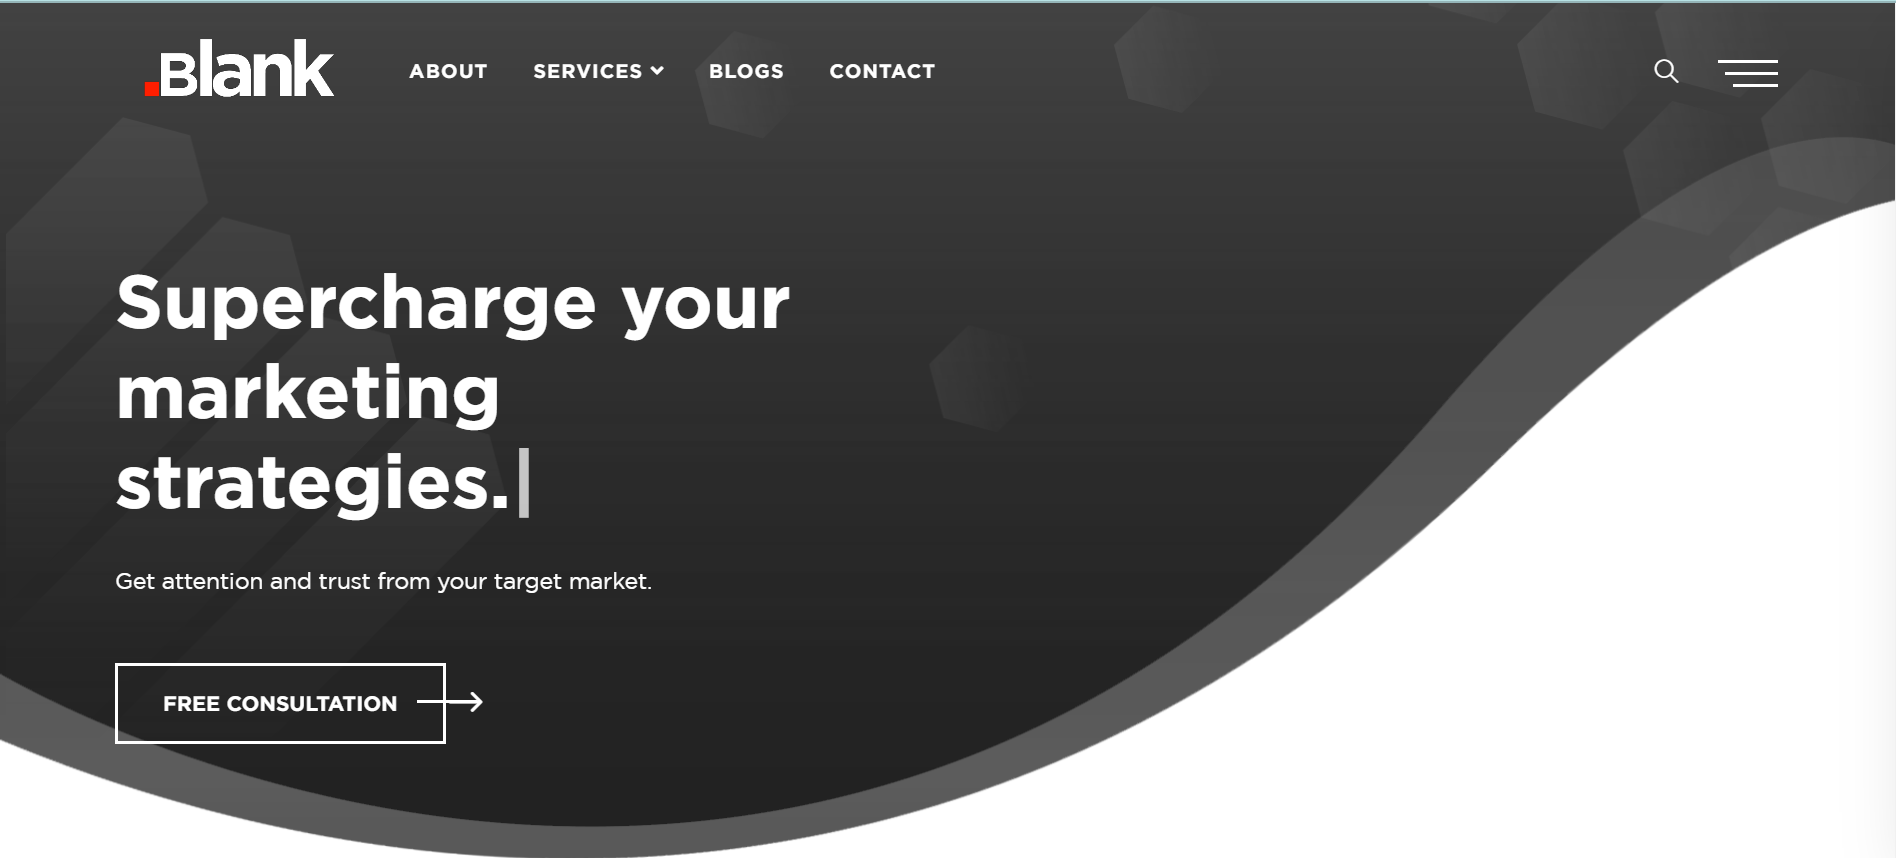 .Blank
ABOUT
SERVICES
BLOGS
CONTACT
Supercharge your
marketing
strategies.
Get attention and trust from your target market.
FREE CONSULTATION